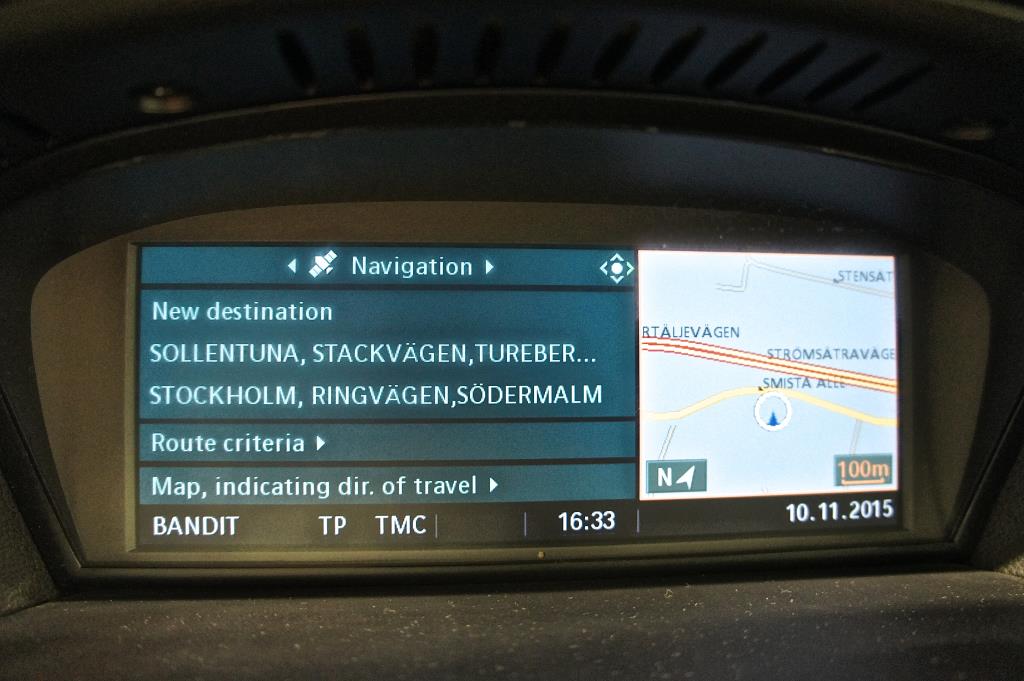 Navigation
New destination
SOLLENTUNA, STACKVÄGEN,TUREBER...
STOCKHOLM, RINGVÄGEN,SÖDERMALM
Route criteria
Map, indicating dir. of travel
BANDIT TP TMC 16:33 10.11.2015
STENSÄT
RTÄLJEVÄGEN
STRÖMSÄTRAVÄGE
SMISTA ALLÉ
N 100m